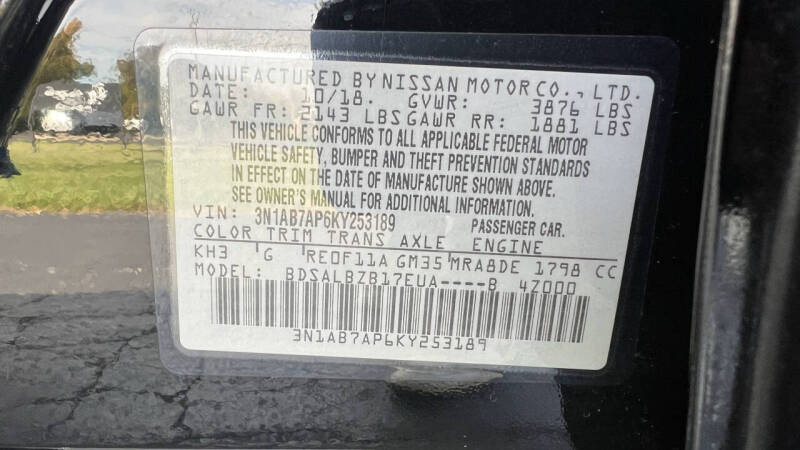 MANUFACTURED BY NISSAN MOTOR CO., LTD.
DATE: 10/18. GVWR: 3876 LBS
GAWR FR: 2143 LBS GAWR RR: 1881 LBS
THIS VEHICLE CONFORMS TO ALL APPLICABLE FEDERAL MOTOR
VEHICLE SAFETY, BUMPER AND THEFT PREVENTION STANDARDS
IN EFFECT ON THE DATE OF MANUFACTURE SHOWN ABOVE.
SEE OWNER'S MANUAL FOR ADDITIONAL INFORMATION.
VIN: 3N1AB7AP6KY253189 PASSENGER CAR.
COLOR TRIM TRANS AXLE ENGINE
KH3 G RE0F11A GM35 MRA8DE 1798 CC
MODEL: BDSALBZB17EUA----B 4Z000
3N1AB7AP6KY253189